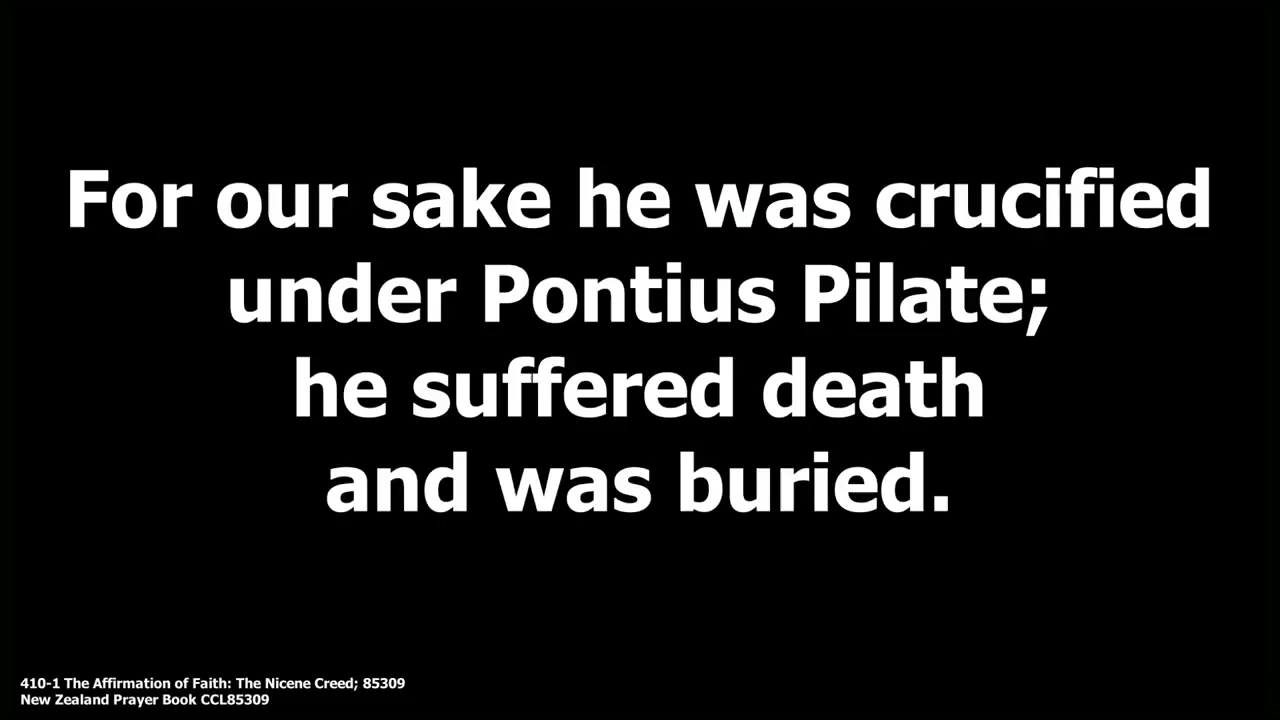 For our sake he was crucified
under Pontius Pilate;
he suffered death
and was buried.
410-1 The Affirmation of Faith: The Nicene Creed; 85309
New Zealand Prayer Book CCL85309